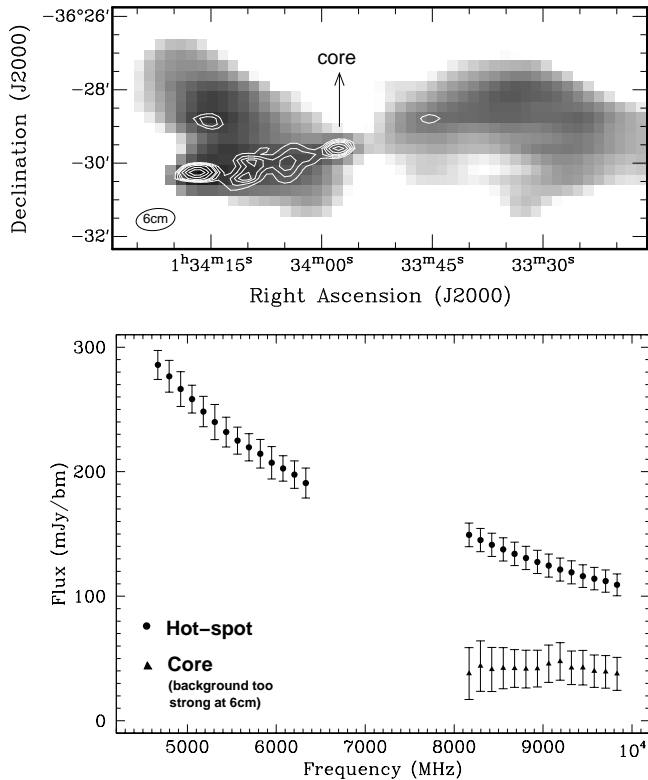 −36°26′
−28′
−30′
−32′
Declination (J2000)
core
6cm
1ʰ34ᵐ15ˢ 34ᵐ00ˢ 33ᵐ45ˢ 33ᵐ30ˢ
Right Ascension (J2000)
300
200
100
0
Flux (mJy/bm)
Hot−spot
Core
(background too
strong at 6cm)
5000 6000 7000 8000 9000 10⁴
Frequency (MHz)